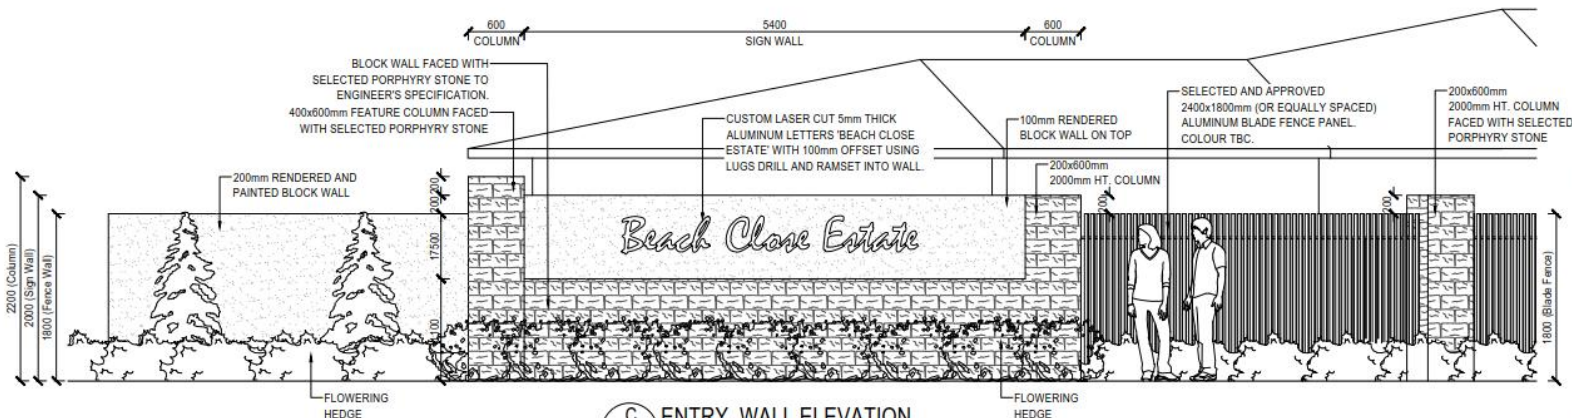 600
5400
600
COLUMN
SIGN WALL
COLUMN
BLOCK WALL FACED WITH
SELECTED PORPHYRY STONE TO
ENGINEER'S SPECIFICATION.
400x600mm FEATURE COLUMN FACED
WITH SELECTED PORPHYRY STONE
CUSTOM LASER CUT 5mm THICK
ALUMINUM LETTERS 'BEACH CLOSE
ESTATE' WITH 100mm OFFSET USING
LUGS DRILL AND RAMSET INTO WALL.
100mm RENDERED
BLOCK WALL ON TOP
SELECTED AND APPROVED
2400x1800mm (OR EQUALLY SPACED)
ALUMINUM BLADE FENCE PANEL.
COLOUR TBC.
200x600mm
2000mm HT. COLUMN
FACED WITH SELECTED
PORPHYRY STONE
200mm RENDERED AND
PAINTED BLOCK WALL
200x600mm
2000mm HT. COLUMN
200
200
17500
1100
200
200
Beach Close Estate
2200 (Column)
2000 (Sign Wall)
1800 (Fence Wall)
1800 (Blade Fence)
FLOWERING
HEDGE
FLOWERING
HEDGE
C
ENTRY WALL ELEVATION